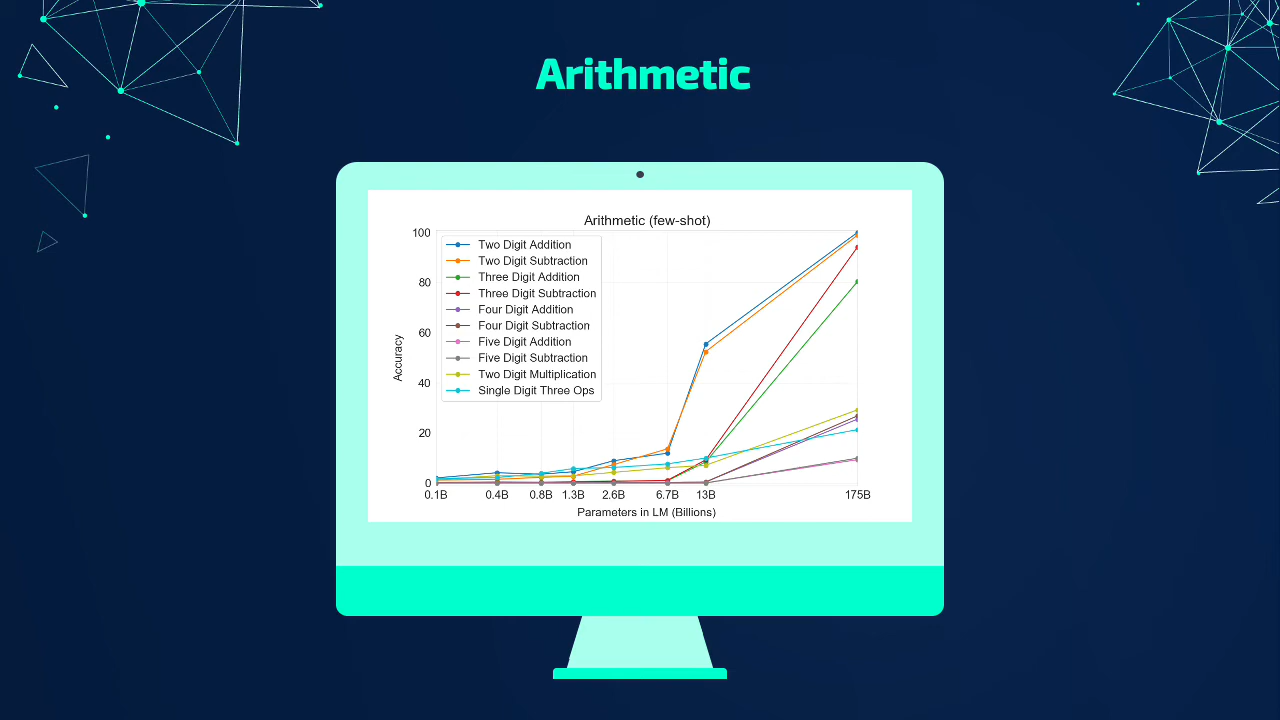 Arithmetic
Arithmetic (few-shot)
100
80
60
40
20
0
Accuracy
Two Digit Addition
Two Digit Subtraction
Three Digit Addition
Three Digit Subtraction
Four Digit Addition
Four Digit Subtraction
Five Digit Addition
Five Digit Subtraction
Two Digit Multiplication
Single Digit Three Ops
0.1B 0.4B 0.8B 1.3B 2.6B 6.7B 13B 175B
Parameters in LM (Billions)